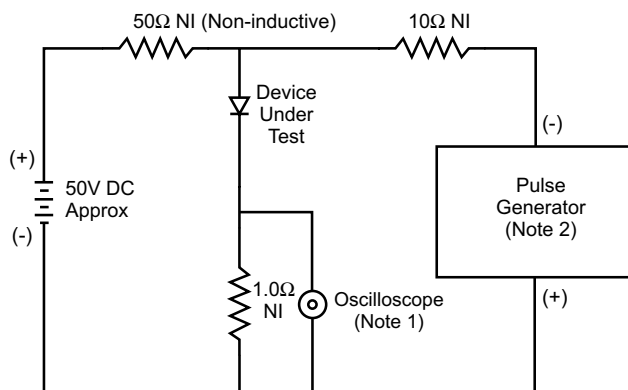 50Ω NI (Non-inductive)
10Ω NI
Device
Under
Test
(-)
(+)
50V DC
Approx
(-)
Pulse
Generator
(Note 2)
1.0Ω
NI
Oscilloscope
(Note 1)
(+)